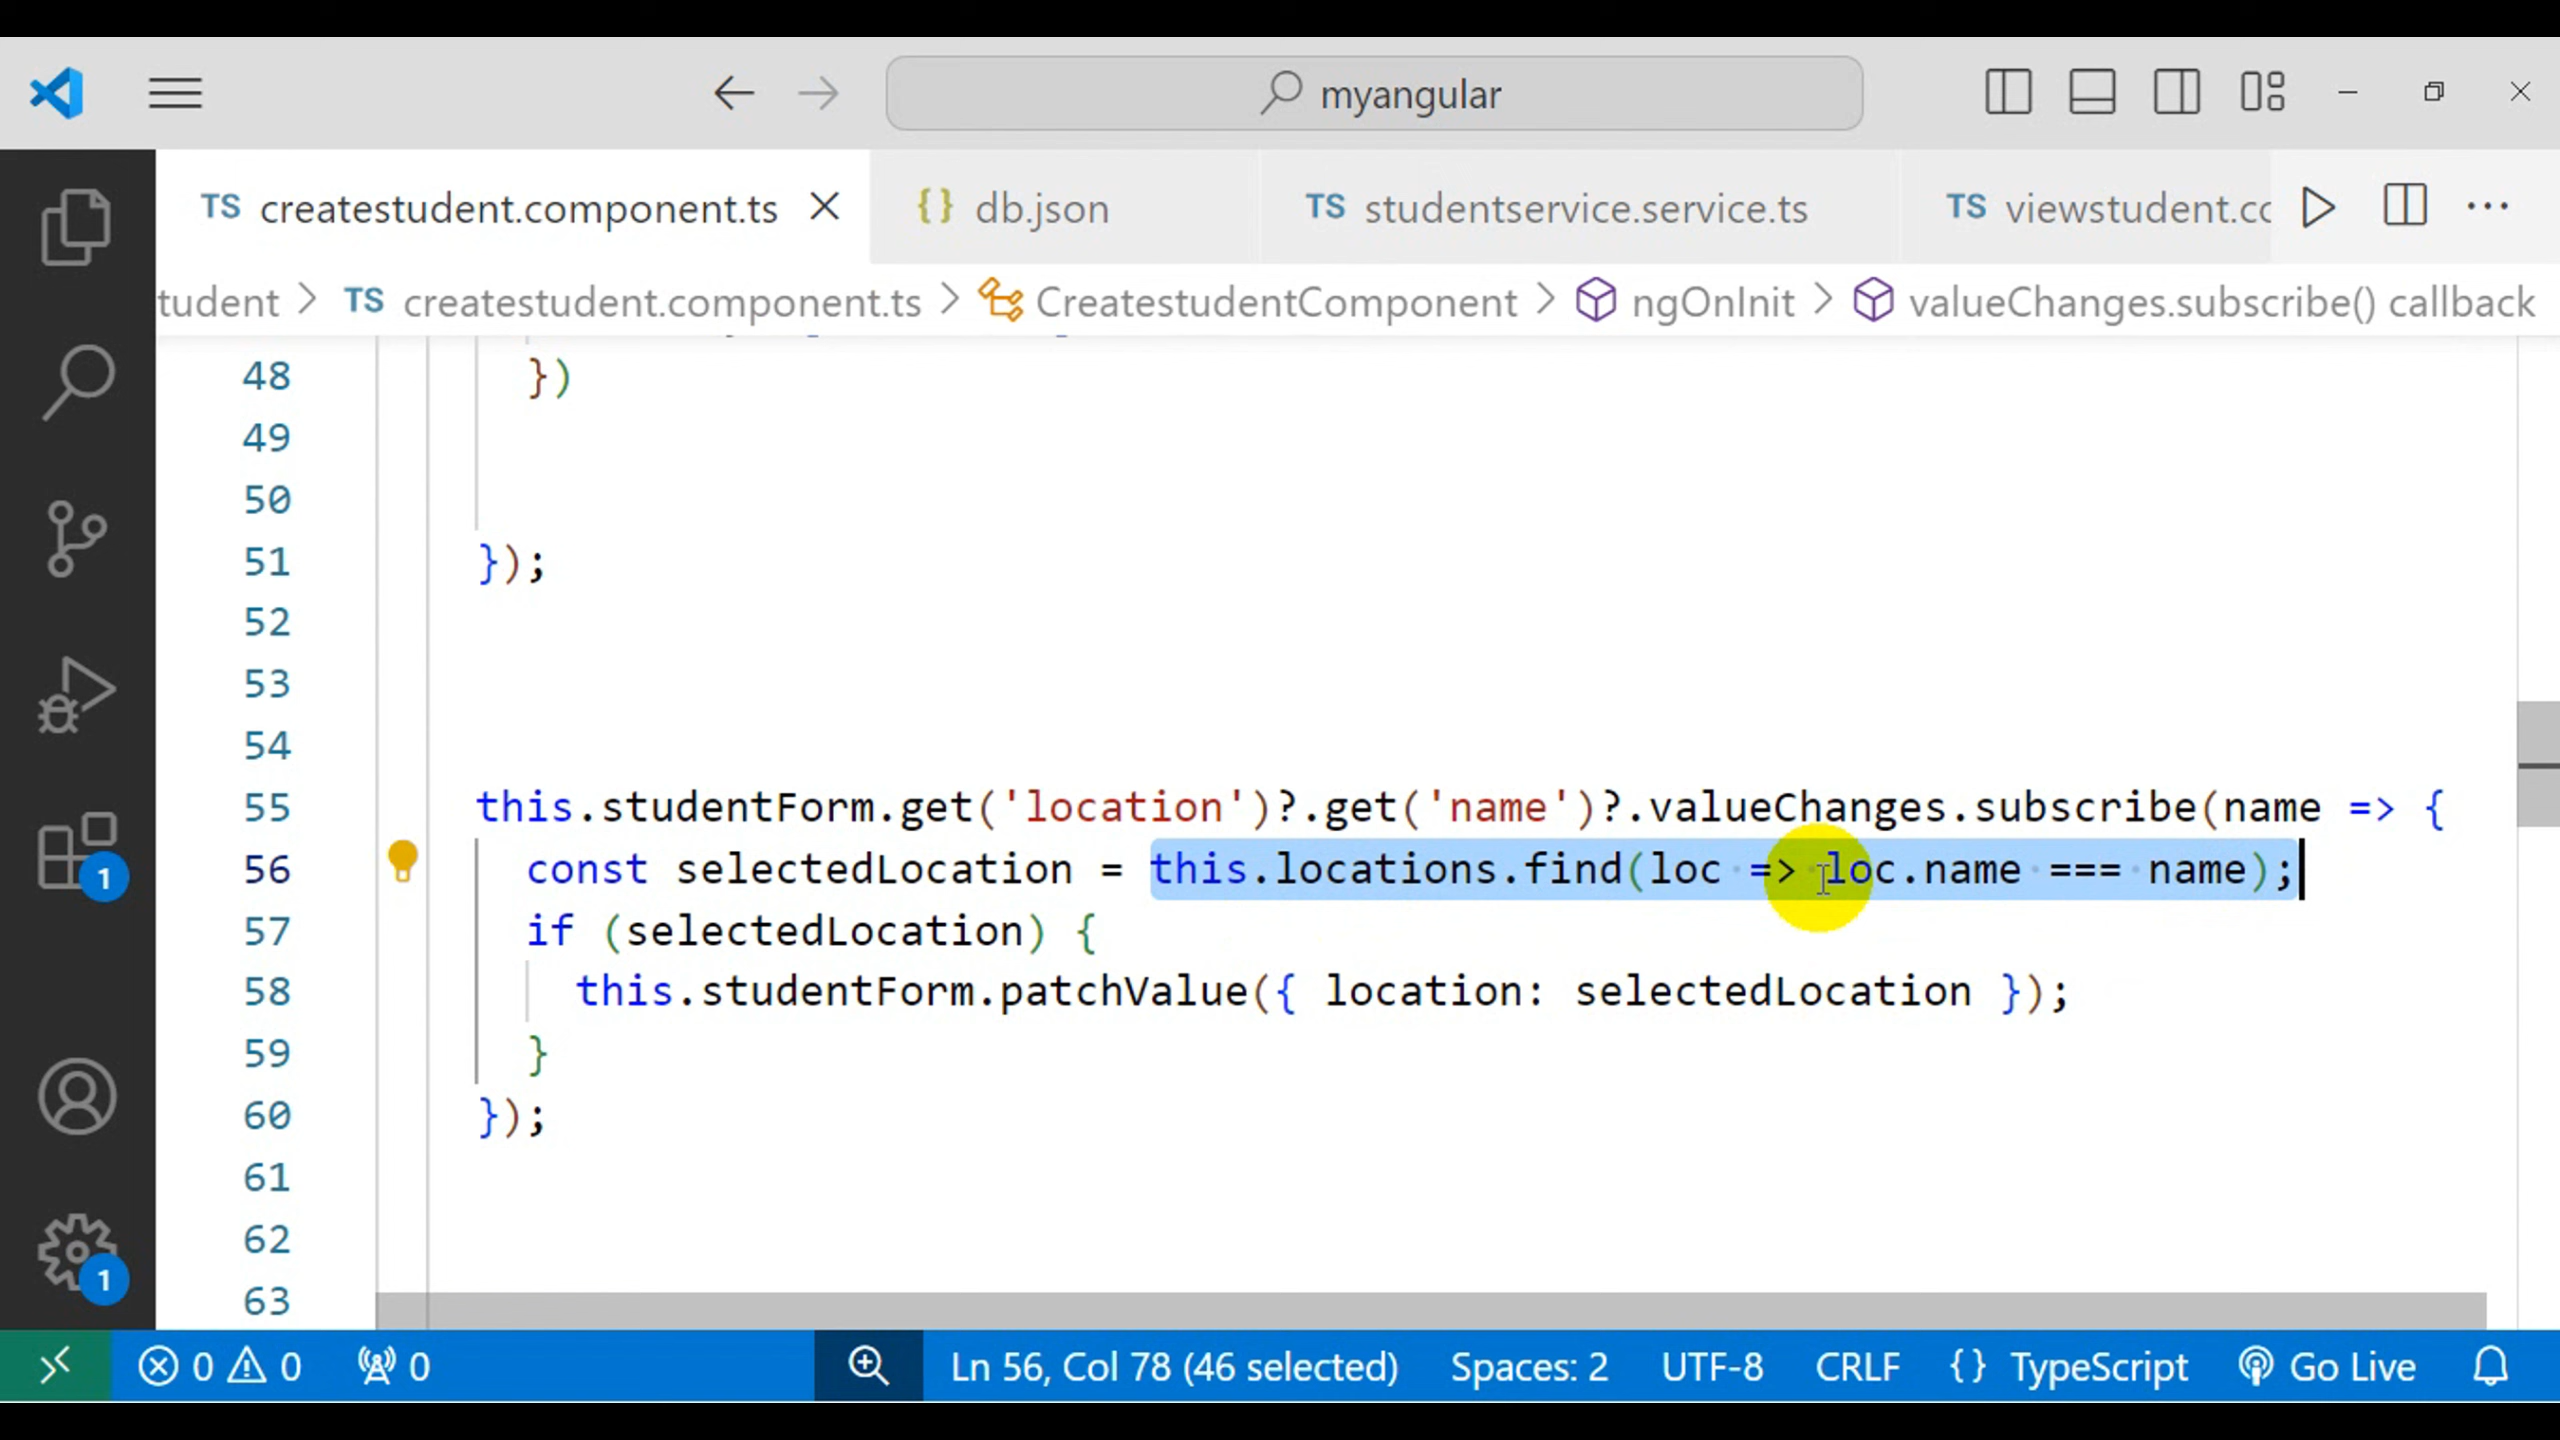 myangular
TS createstudent.component.ts
{} db.json
TS studentservice.service.ts
TS viewstudent.cc
tudent > TS createstudent.component.ts > CreatestudentComponent > ngOnInit > valueChanges.subscribe() callback
48 })
49
50
51 });
52
53
54
55 this.studentForm.get('location')?.get('name')?.valueChanges.subscribe(name => {
56 const selectedLocation = this.locations.find(loc => loc.name === name);
57 if (selectedLocation) {
58 this.studentForm.patchValue({ location: selectedLocation });
59 }
60 });
61
62
63
1
1
0 0 0 Ln 56, Col 78 (46 selected) Spaces: 2 UTF-8 CRLF {} TypeScript Go Live